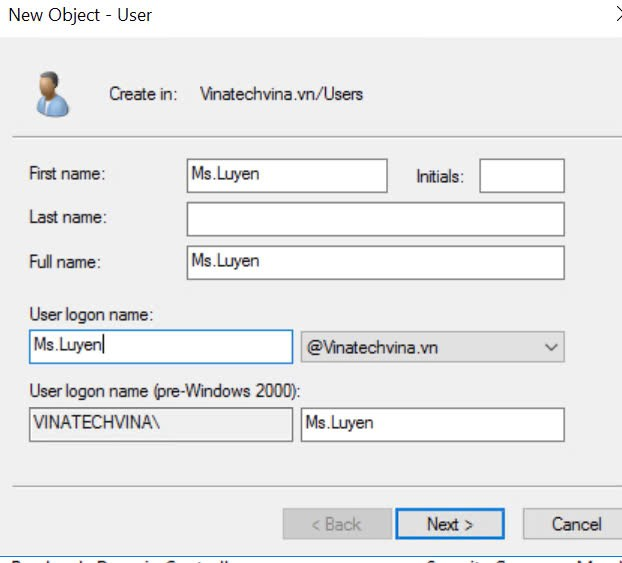 New Object - User
Create in: Vinatechvina.vn/Users
First name: Ms.Luyen Initials:
Last name:
Full name: Ms.Luyen
User logon name:
Ms.Luyen @Vinatechvina.vn
User logon name (pre-Windows 2000):
VINATECHVINA\ Ms.Luyen
< Back Next > Cancel